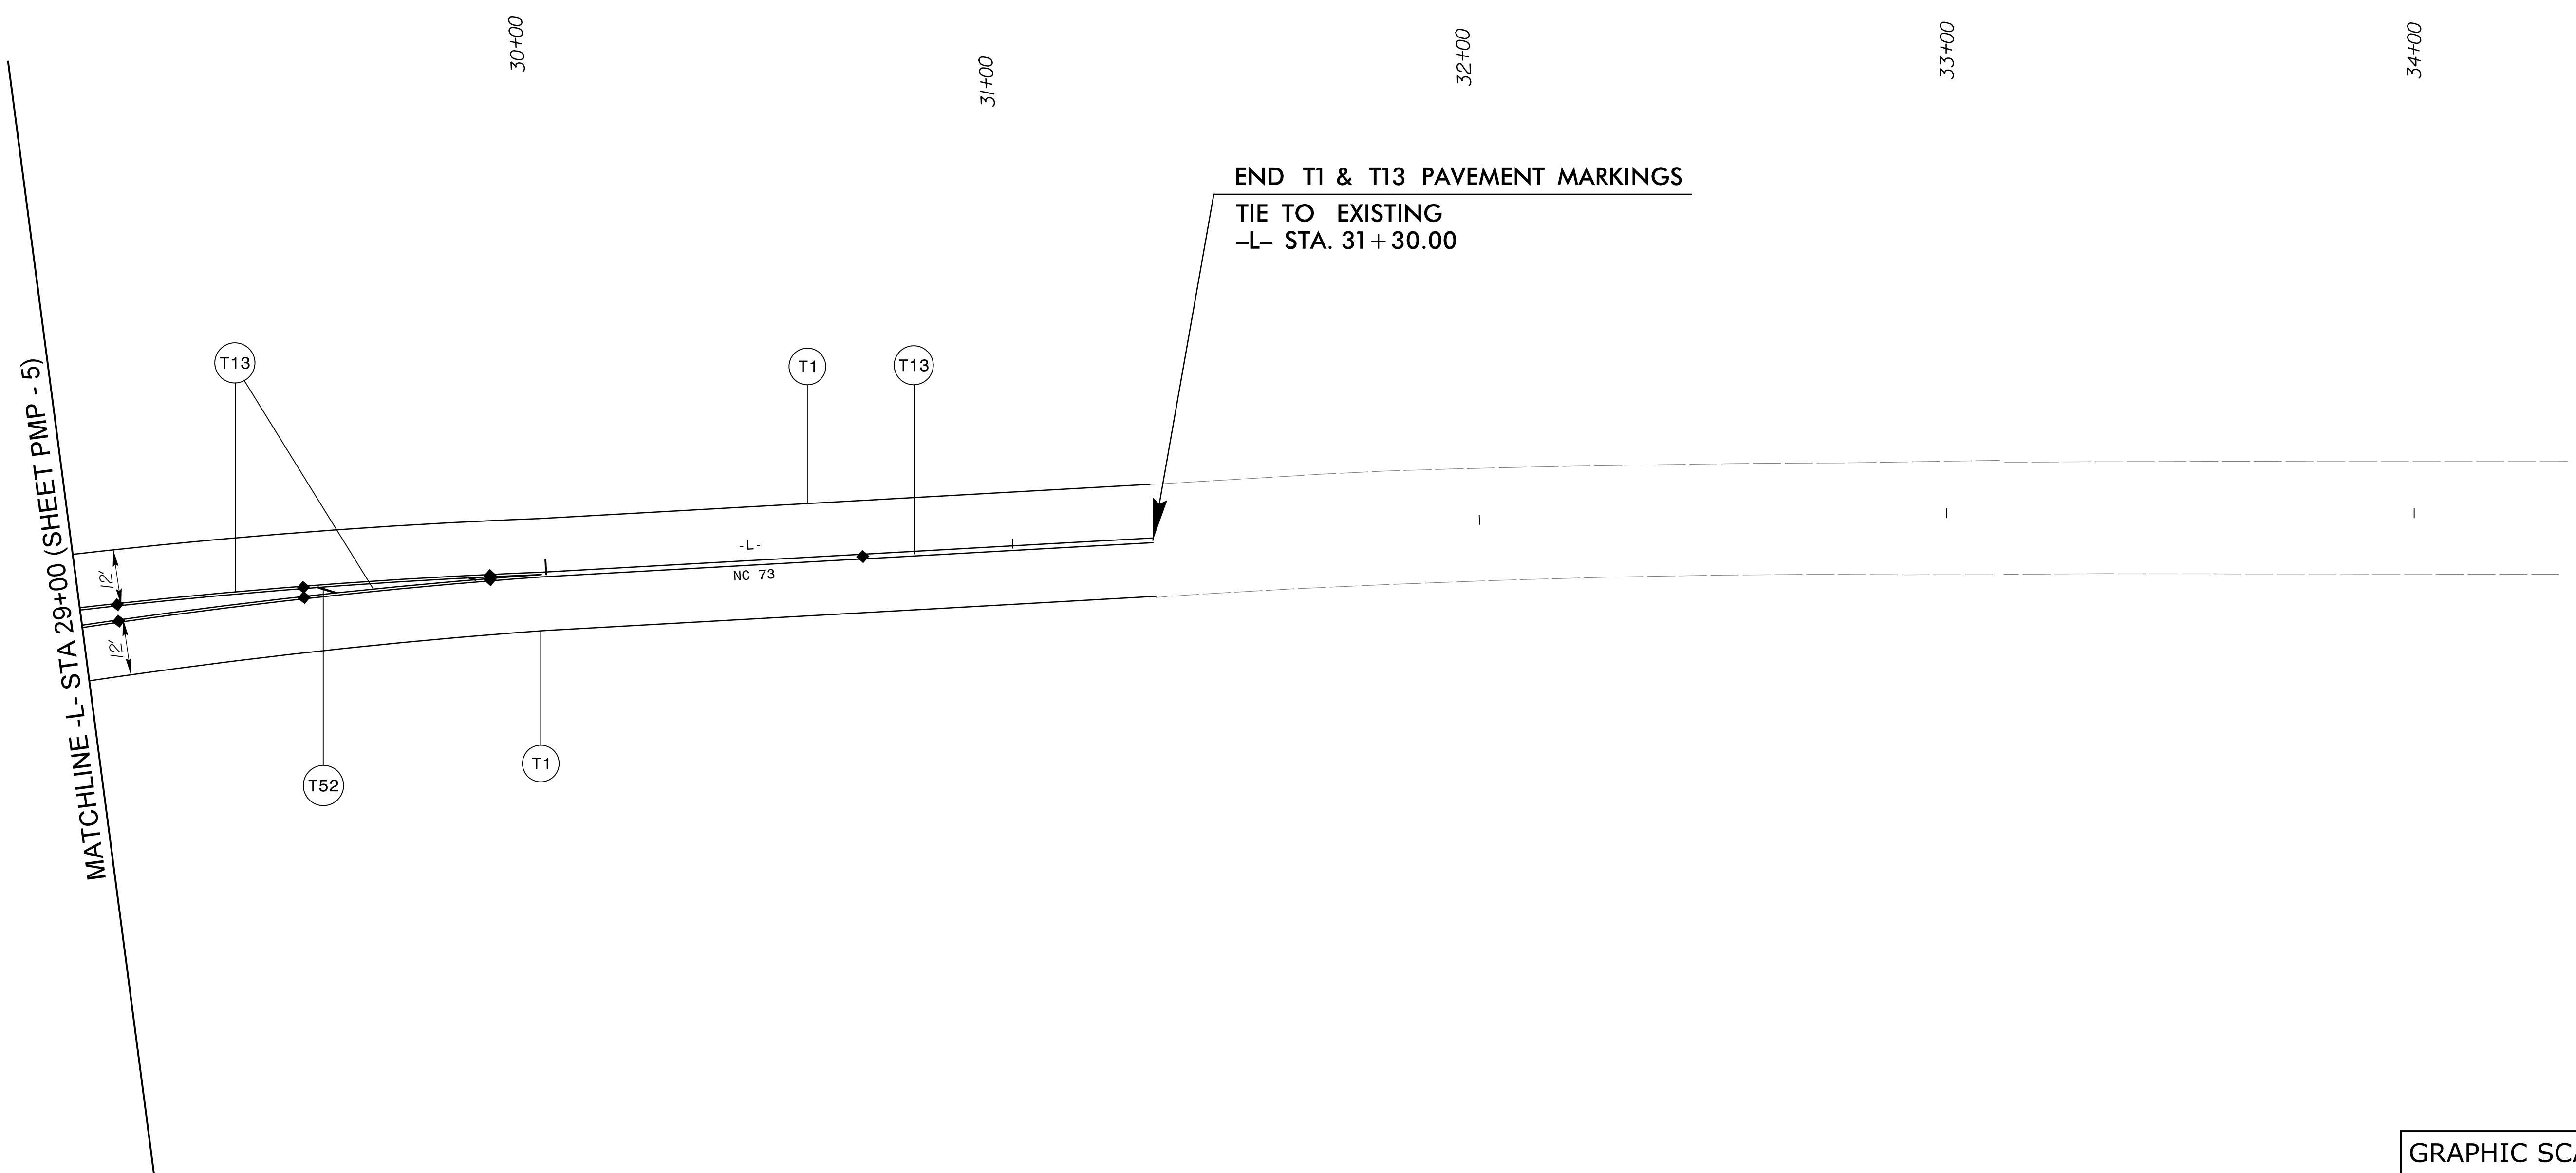 30+00
31+00
32+00
33+00
34+00
END T1 & T13 PAVEMENT MARKINGS
TIE TO EXISTING
-L- STA. 31+30.00
T13
T1
T13
MATCHLINE -L- STA 29+00 (SHEET PMP - 5)
12'
12'
-L-
NC 73
T52
T1
GRAPHIC SCA